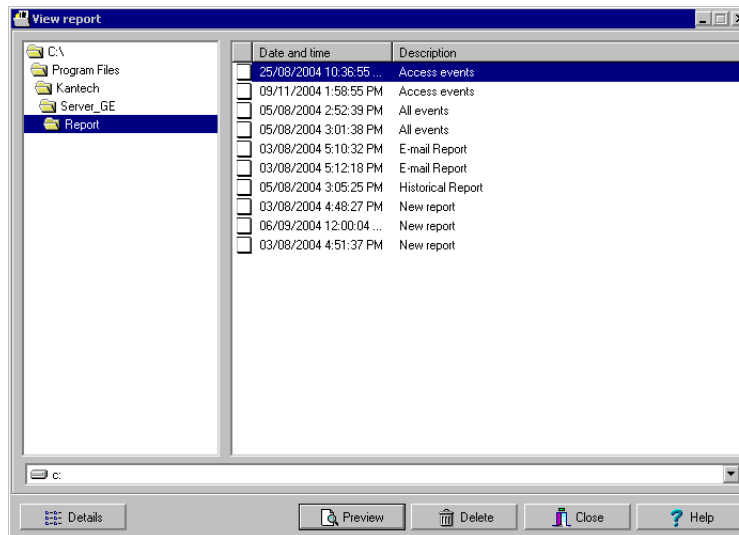 View report
C:\
Program Files
Kantech
Server_GE
Report
Date and time Description
25/08/2004 10:36:55 ... Access events
09/11/2004 1:58:55 PM Access events
05/08/2004 2:52:39 PM All events
05/08/2004 3:01:38 PM All events
03/08/2004 5:10:32 PM E-mail Report
03/08/2004 5:12:18 PM E-mail Report
05/08/2004 3:05:25 PM Historical Report
03/08/2004 4:48:27 PM New report
06/09/2004 12:00:04 ... New report
03/08/2004 4:51:37 PM New report
c:
Details Preview Delete Close Help